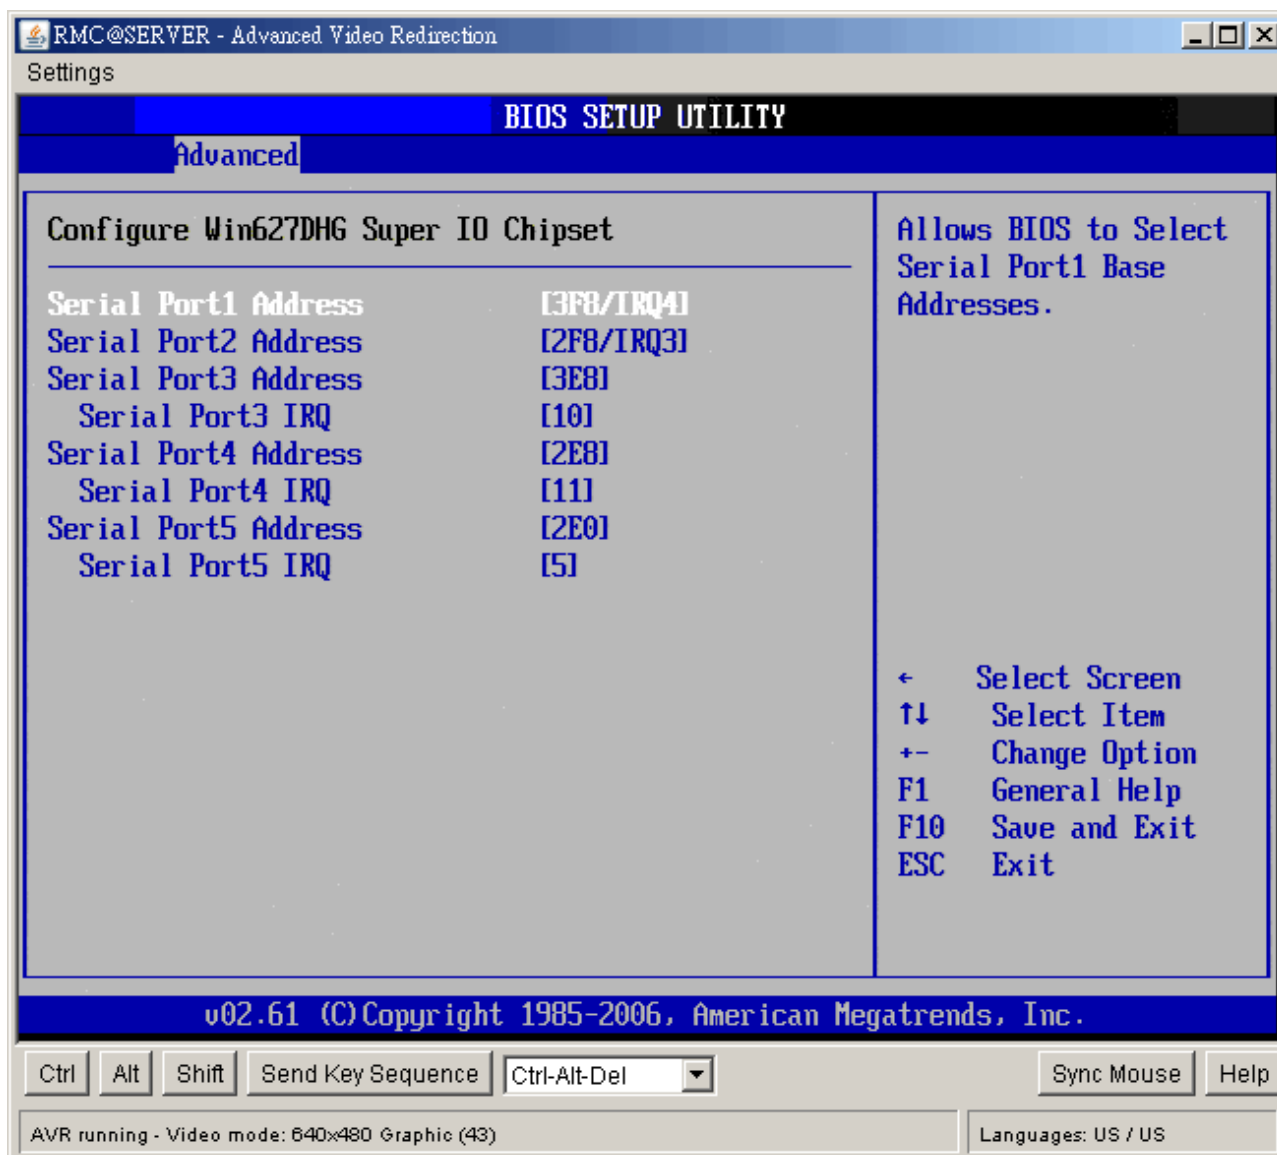 RMC@SERVER - Advanced Video Redirection
Settings
BIOS SETUP UTILITY
Advanced
Configure Win627DHG Super IO Chipset
Serial Port1 Address [3F8/IRQ4]
Serial Port2 Address [2F8/IRQ3]
Serial Port3 Address [3E8]
Serial Port3 IRQ [10]
Serial Port4 Address [2E8]
Serial Port4 IRQ [11]
Serial Port5 Address [2E0]
Serial Port5 IRQ [5]
Allows BIOS to Select
Serial Port1 Base
Addresses.
← Select Screen
↑↓ Select Item
+- Change Option
F1 General Help
F10 Save and Exit
ESC Exit
v02.61 (C)Copyright 1985-2006, American Megatrends, Inc.
Ctrl Alt Shift Send Key Sequence Ctrl-Alt-Del Sync Mouse Help
AVR running - Video mode: 640x480 Graphic (43) Languages: US / US